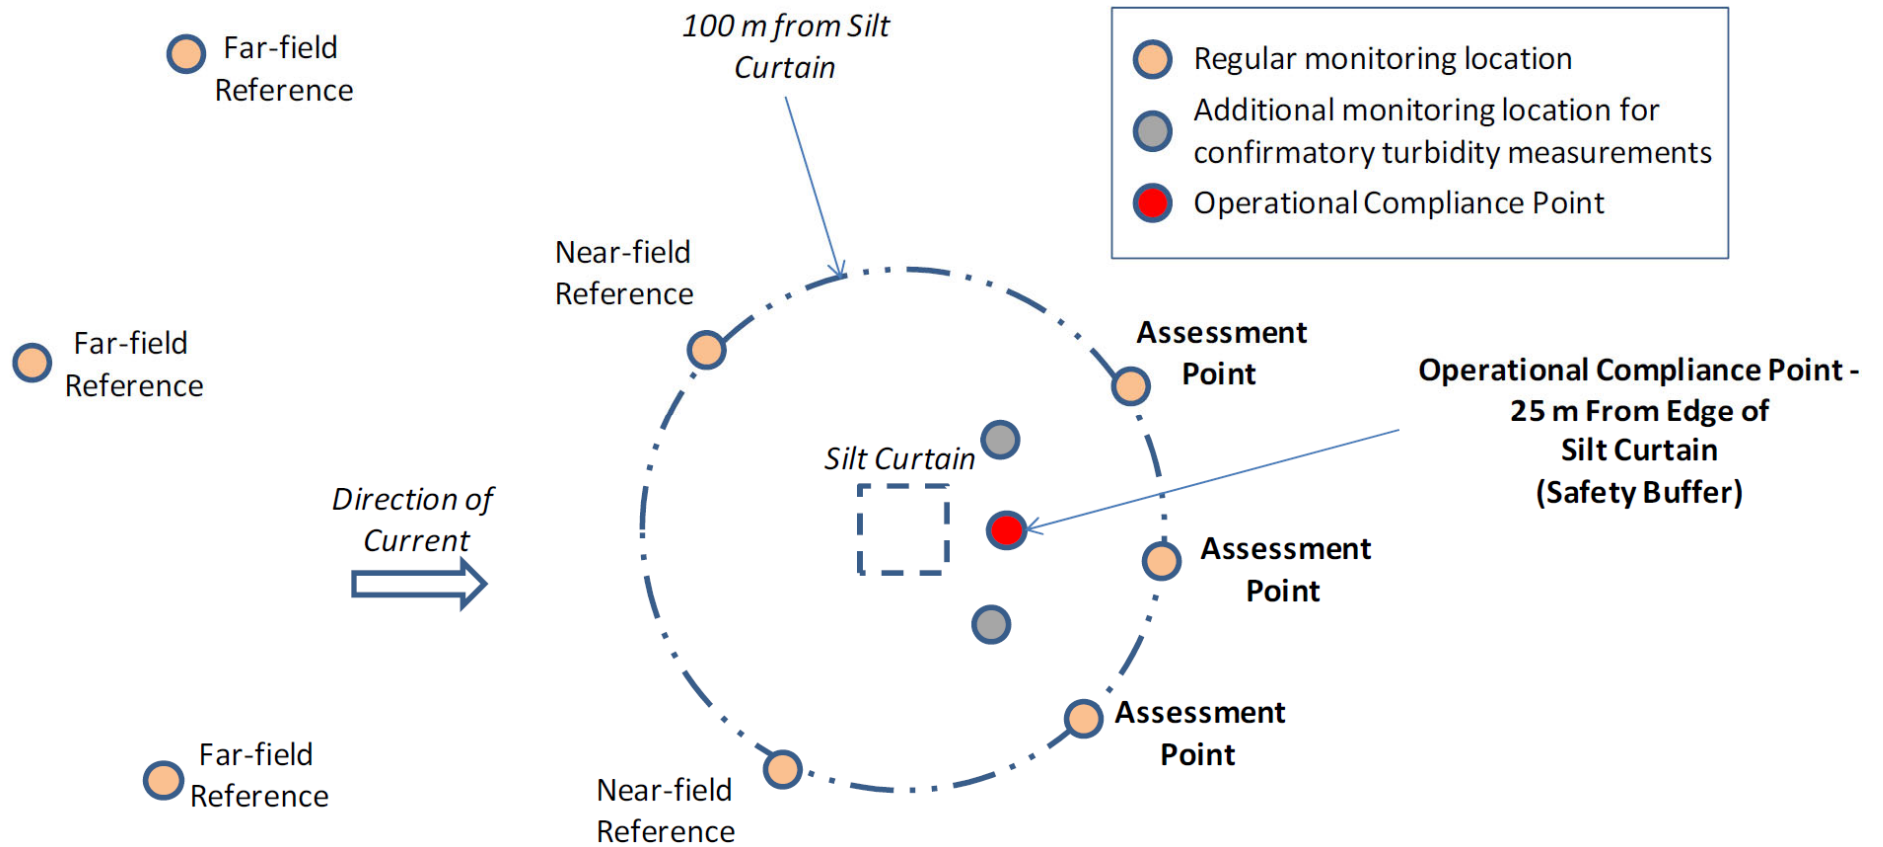 Far-field
Reference
100 m from Silt
Curtain
Regular monitoring location
Additional monitoring location for
confirmatory turbidity measurements
Operational Compliance Point
Near-field
Reference
Far-field
Reference
Assessment
Point
Operational Compliance Point -
25 m From Edge of
Silt Curtain
(Safety Buffer)
Silt Curtain
Direction of
Current
Assessment
Point
Assessment
Point
Far-field
Reference
Near-field
Reference